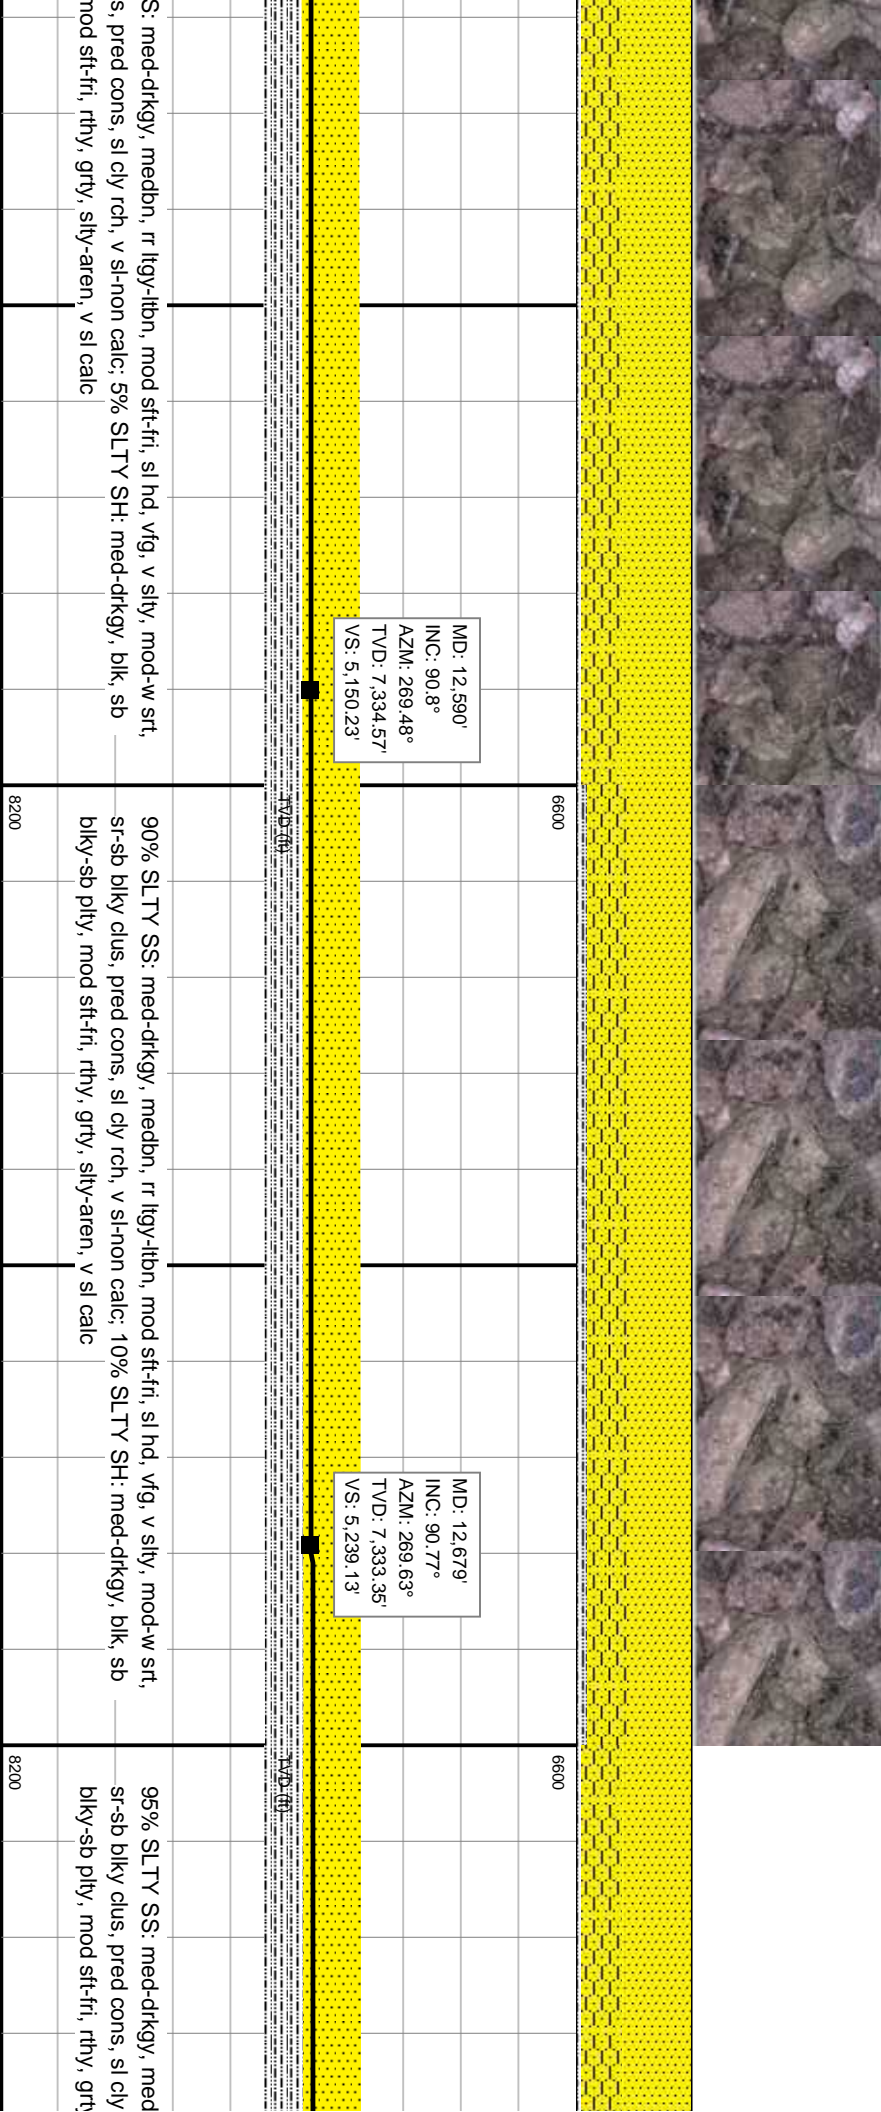 S: med-drkgy, medbn, rr ltgy-ltbn, mod sft-fri, sl hd, vfg, v slty, mod-w srt,
s, pred cons, sl cly rch, v sl-non calc; 5% SLTY SH: med-drkgy, blk, sb
mod sft-fri, rthy, grty, slty-aren, v sl calc
MD: 12,590'
INC: 90.8°
AZM: 269.48°
TVD: 7,334.57'
VS: 5,150.23'
6600
TVD (ft)
8200
90% SLTY SS: med-drkgy, medbn, rr ltgy-ltbn, mod sft-fri, sl hd, vfg, v slty, mod-w srt,
sr-sb blky clus, pred cons, sl cly rch, v sl-non calc; 10% SLTY SH: med-drkgy, blk, sb
blky-sb plty, mod sft-fri, rthy, grty, slty-aren, v sl calc
MD: 12,679'
INC: 90.77°
AZM: 269.63°
TVD: 7,333.35'
VS: 5,239.13'
6600
TVD (ft)
8200
95% SLTY SS: med-drkgy, med
sr-sb blky clus, pred cons, sl cly
blky-sb plty, mod sft-fri, rthy, grty